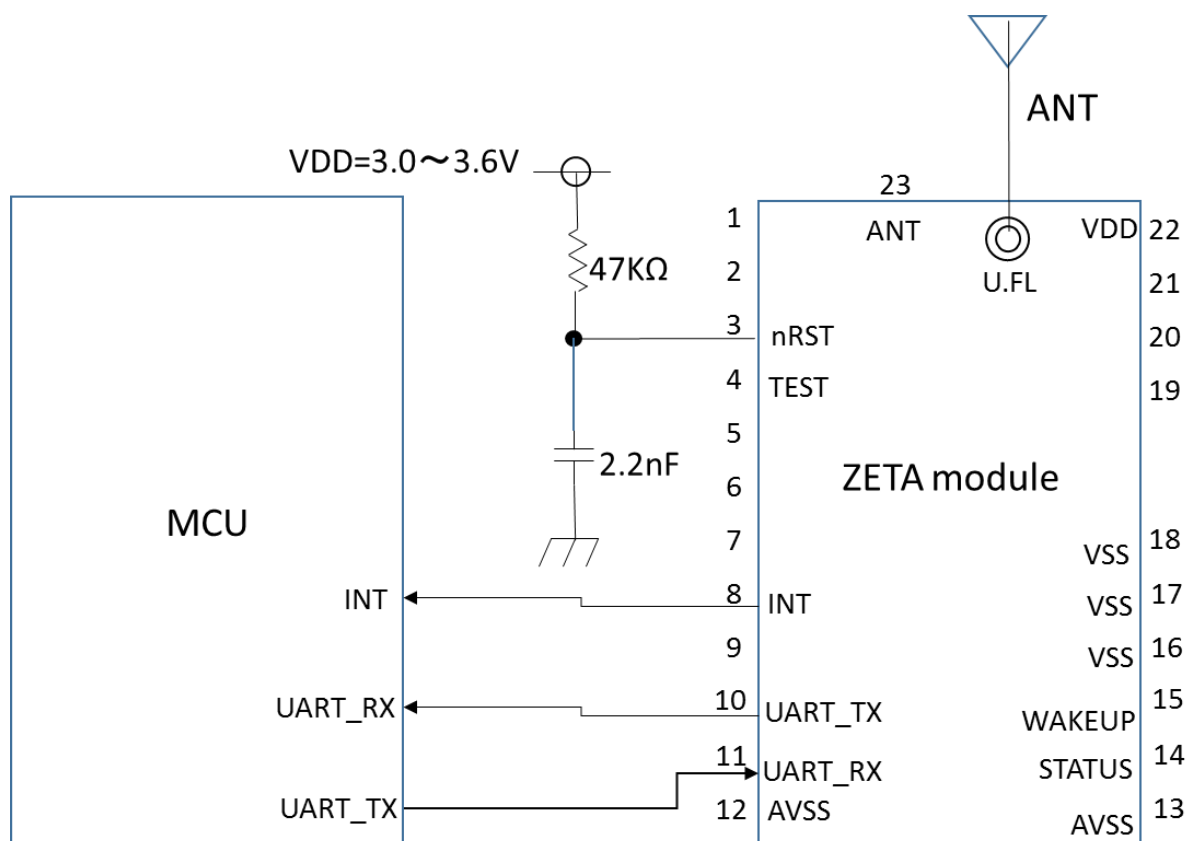 ANT
VDD=3.0～3.6V
23
1
ANT
VDD
22
2
47KΩ
U.FL
21
3
nRST
20
4
TEST
19
5
2.2nF
6
ZETA module
MCU
7
VSS
18
INT
8
INT
VSS
17
9
VSS
16
UART_RX
10
UART_TX
WAKEUP
15
11
UART_RX
STATUS
14
UART_TX
12
AVSS
AVSS
13